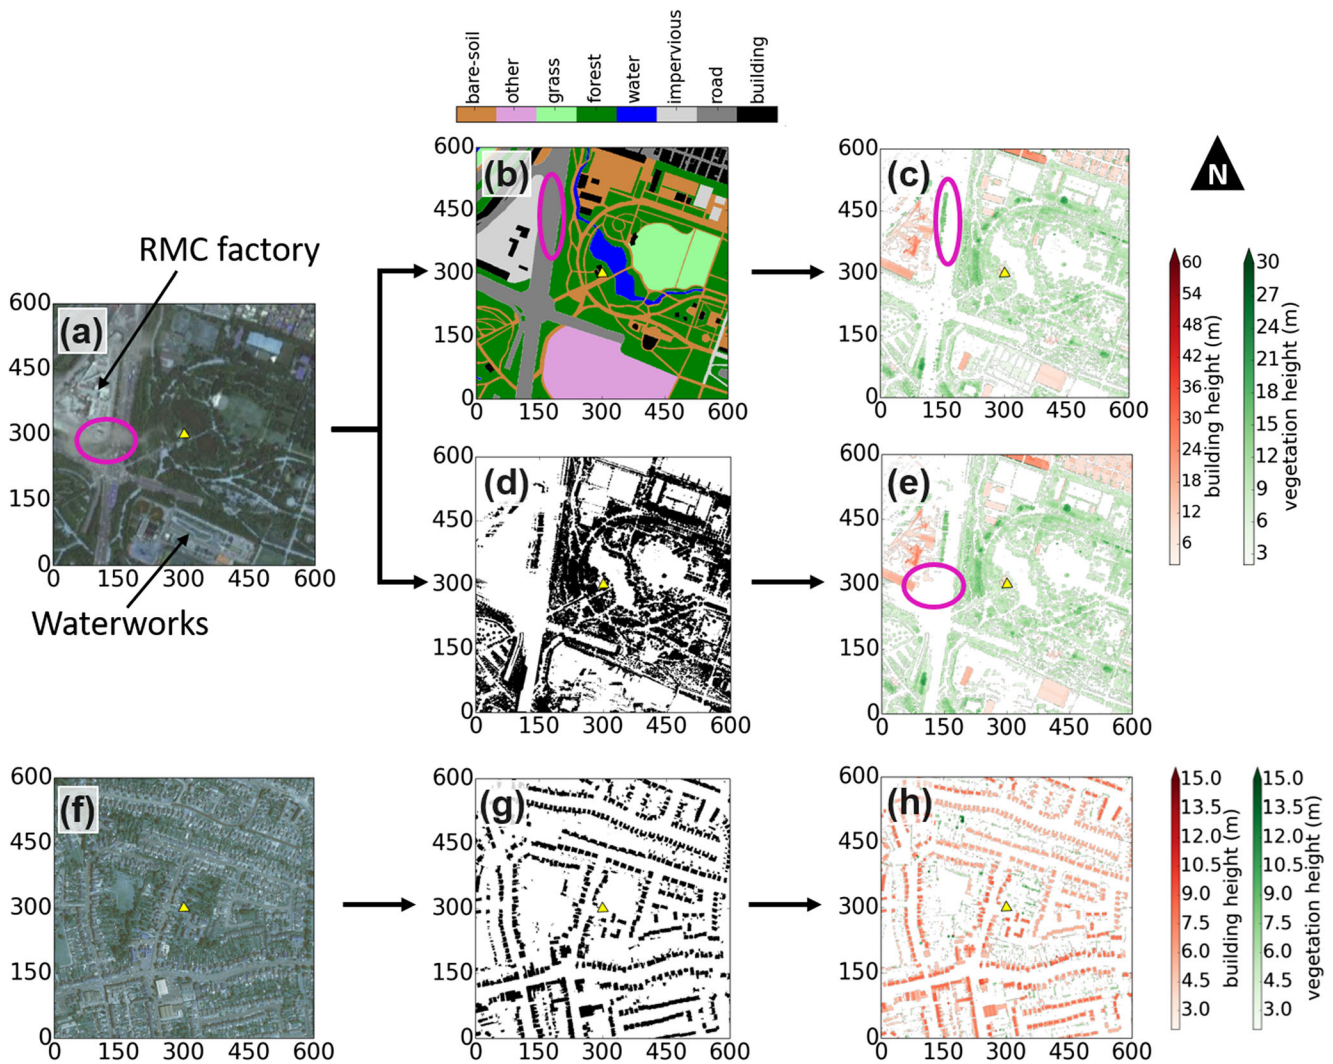 bare-soil
other
grass
forest
water
impervious
road
building
(b)
600
450
300
150
0
0 150 300 450 600
(c)
600
450
300
150
0
0 150 300 450 600
N
RMC factory
(a)
600
450
300
150
0
0 150 300 450 600
Waterworks
60
54
48
42
36
30
24
18
12
6
building height (m)
30
27
24
21
18
15
12
9
6
3
vegetation height (m)
(d)
600
450
300
150
0
0 150 300 450 600
(e)
600
450
300
150
0
0 150 300 450 600
(f)
600
450
300
150
0
0 150 300 450 600
(g)
600
450
300
150
0
0 150 300 450 600
(h)
600
450
300
150
0
0 150 300 450 600
15.0
13.5
12.0
10.5
9.0
7.5
6.0
4.5
3.0
building height (m)
15.0
13.5
12.0
10.5
9.0
7.5
6.0
4.5
3.0
vegetation height (m)